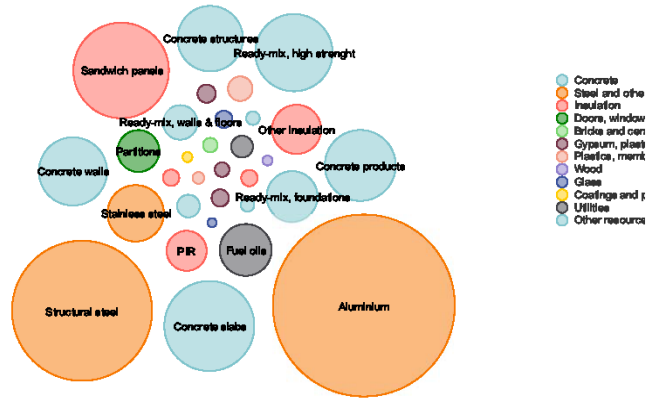 Concrete structures
Ready-mix, high strenght
Sandwich panels
Ready-mix, walls & floors
Other insulation
Partitions
Concrete walls
Concrete products
Stainless steel
Ready-mix, foundations
PIR
Fuel oils
Structural steel
Aluminium
Concrete slabs
Concrete
Steel and othe
Insulation
Doors, window
Bricks and cera
Gypsum, plast
Plastics, memb
Wood
Glass
Coatings and p
Utilities
Other resource